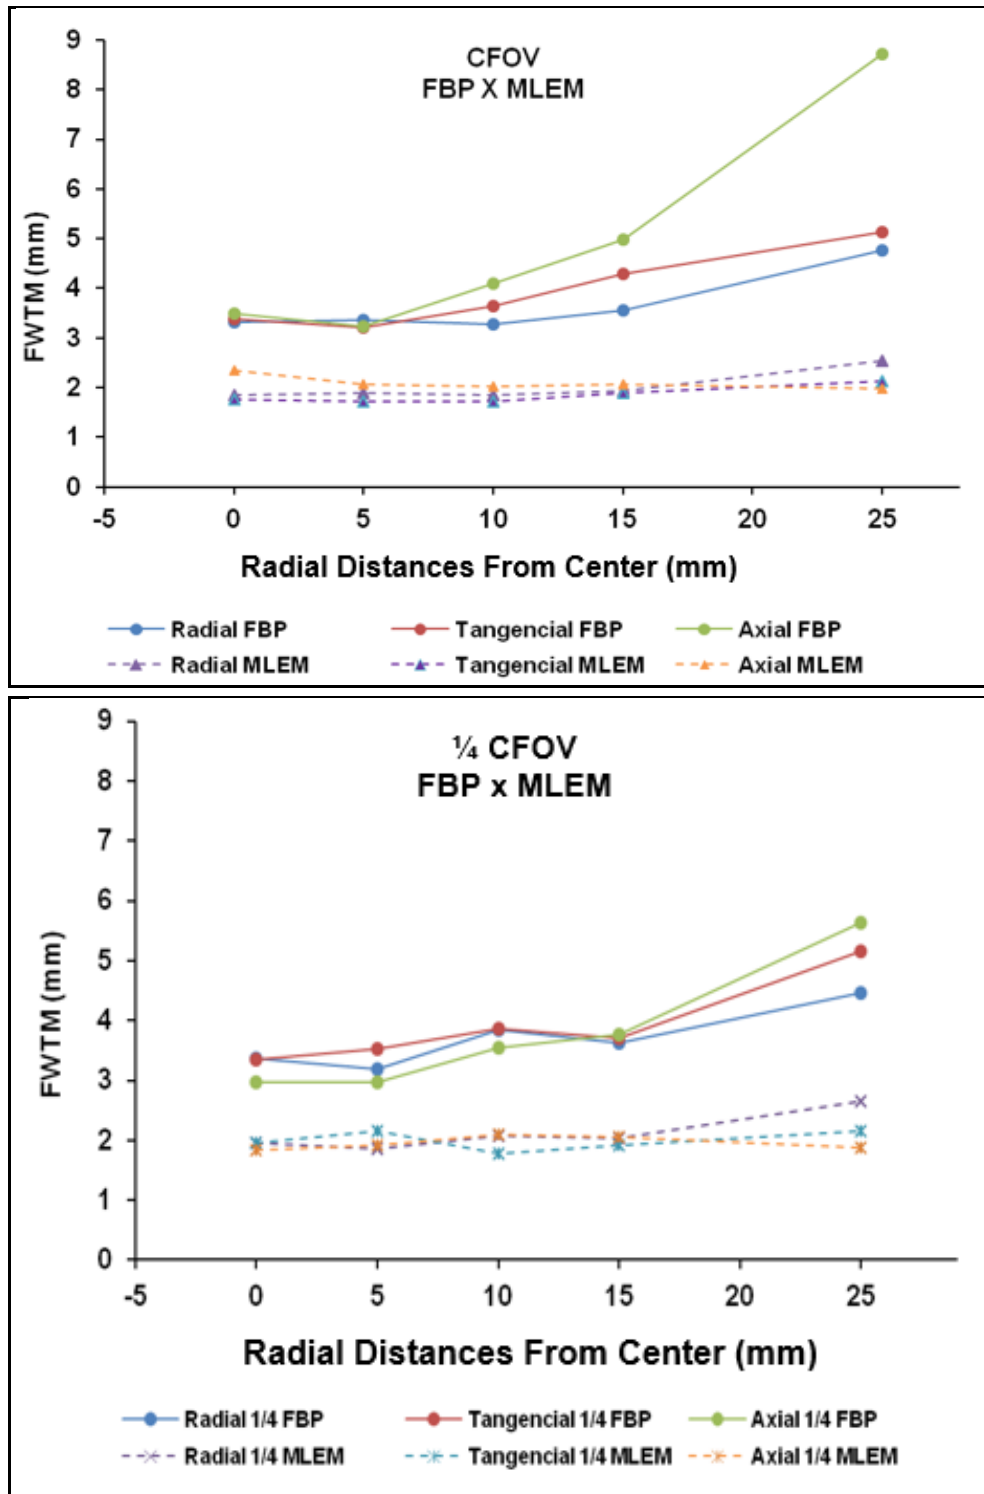 CFOV
FBP X MLEM
9
8
7
6
5
4
3
2
1
0
FWTM (mm)
-5 0 5 10 15 20 25
Radial Distances From Center (mm)
Radial FBP Tangencial FBP Axial FBP
Radial MLEM Tangencial MLEM Axial MLEM
¼ CFOV
FBP x MLEM
9
8
7
6
5
4
3
2
1
0
FWTM (mm)
-5 0 5 10 15 20 25
Radial Distances From Center (mm)
Radial 1/4 FBP Tangencial 1/4 FBP Axial 1/4 FBP
Radial 1/4 MLEM Tangencial 1/4 MLEM Axial 1/4 MLEM